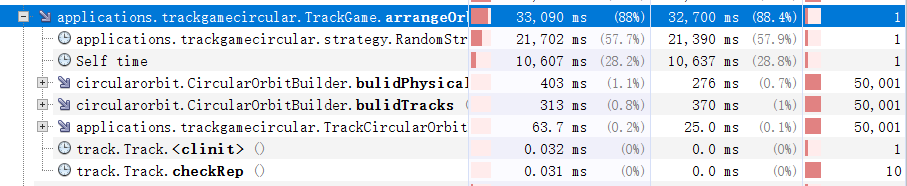 applications.trackgamecircular.TrackGame.arrangeOr 33,090 ms (88%) 32,700 ms (88.4%) 1
applications.trackgamecircular.strategy.RandomStr 21,702 ms (57.7%) 21,390 ms (57.9%) 1
Self time 10,607 ms (28.2%) 10,637 ms (28.8%) 1
circularorbit.CircularOrbitBuilder.bulidPhysical 403 ms (1.1%) 276 ms (0.7%) 50,001
circularorbit.CircularOrbitBuilder.bulidTracks ( 313 ms (0.8%) 370 ms (1%) 50,001
applications.trackgamecircular.TrackCircularOrbit 63.7 ms (0.2%) 25.0 ms (0.1%) 50,001
track.Track.<clinit> () 0.032 ms (0%) 0.0 ms (0%) 1
track.Track.checkRep () 0.031 ms (0%) 0.0 ms (0%) 10